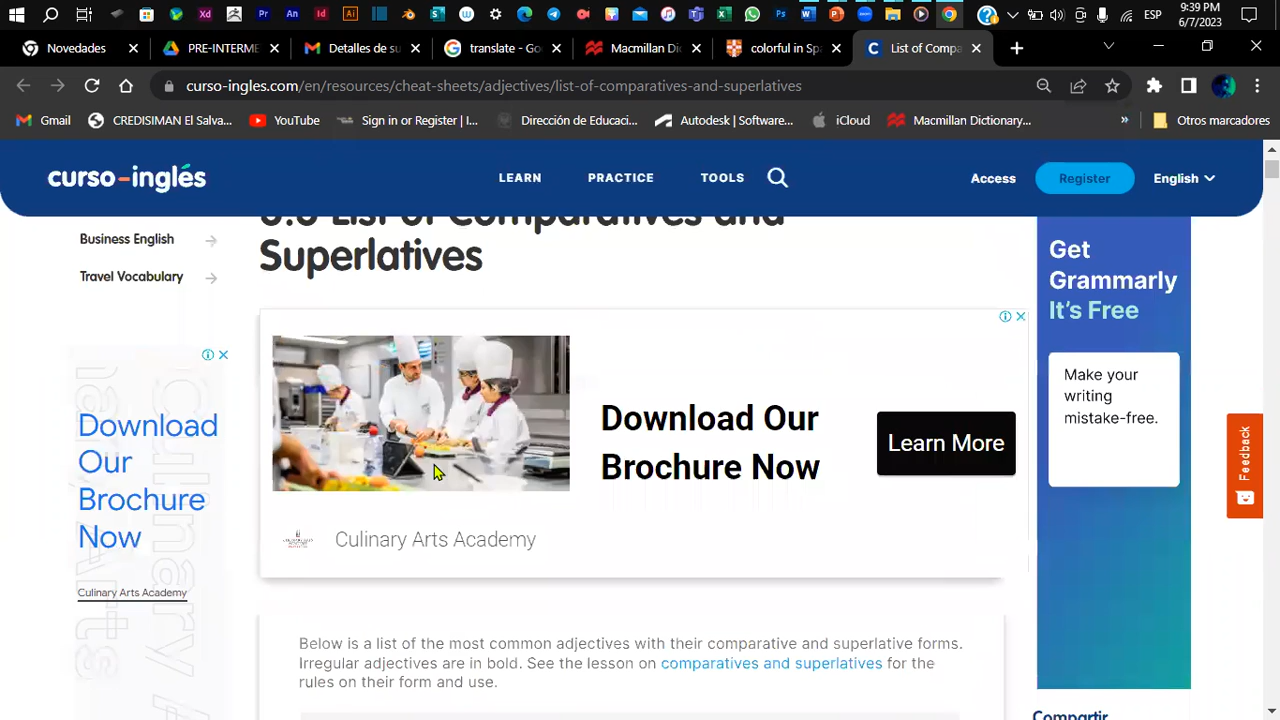 9:39 PM
6/7/2023
ESP
Novedades
PRE-INTERME
Detalles de su
translate - Go
Macmillan Dic
colorful in Sp
List of Compa
curso-ingles.com/en/resources/cheat-sheets/adjectives/list-of-comparatives-and-superlatives
Gmail
CREDISIMAN El Salva...
YouTube
Sign in or Register | I...
Dirección de Educaci...
Autodesk | Software...
iCloud
Macmillan Dictionary...
»
Otros marcadores
curso-inglés
LEARN
PRACTICE
TOOLS
Access
Register
English
Business English
Travel Vocabulary
List of Comparatives and
Superlatives
Download
Our
Brochure
Now
Culinary Arts Academy
Download Our
Brochure Now
Learn More
Culinary Arts Academy
Get
Grammarly
It's Free
Make your
writing
mistake-free.
Feedback
Below is a list of the most common adjectives with their comparative and superlative forms.
Irregular adjectives are in bold. See the lesson on comparatives and superlatives for the
rules on their form and use.
Compartir